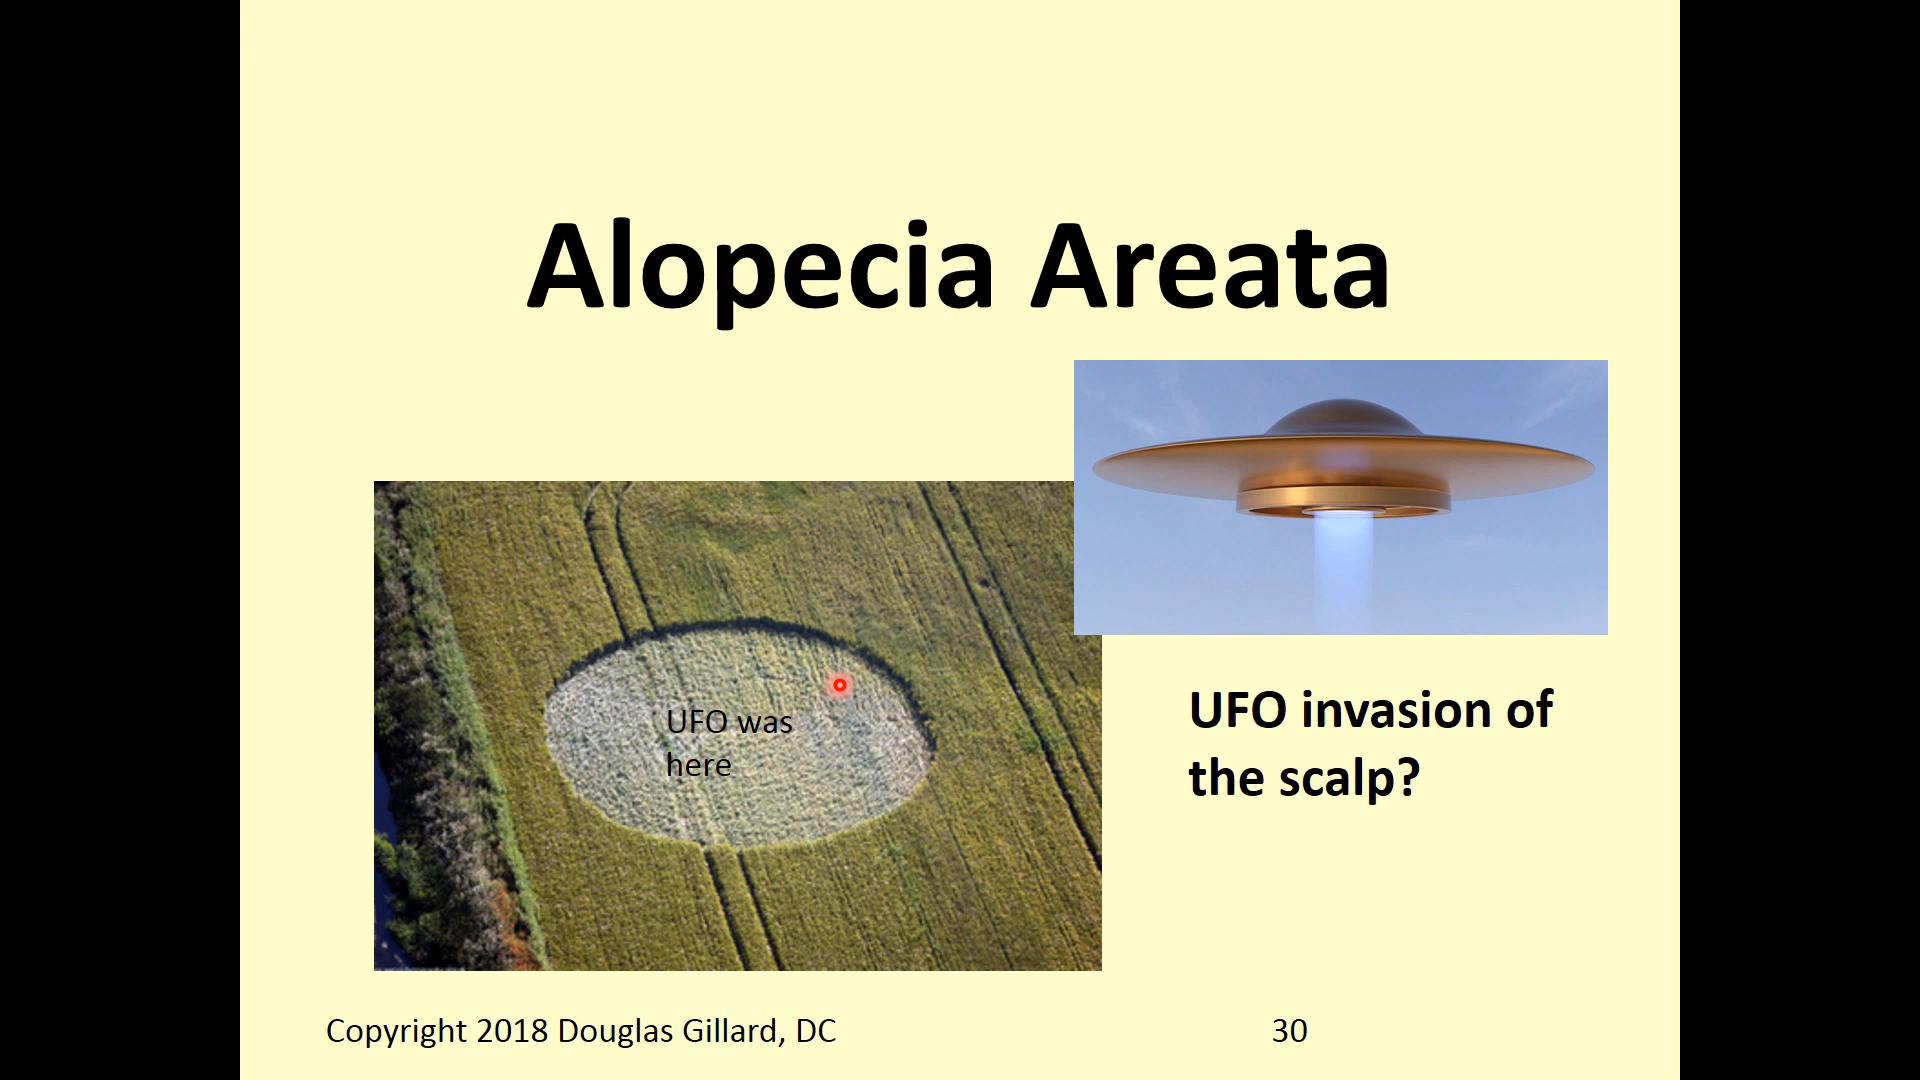 Alopecia Areata
UFO was
here
UFO invasion of
the scalp?
Copyright 2018 Douglas Gillard, DC
30